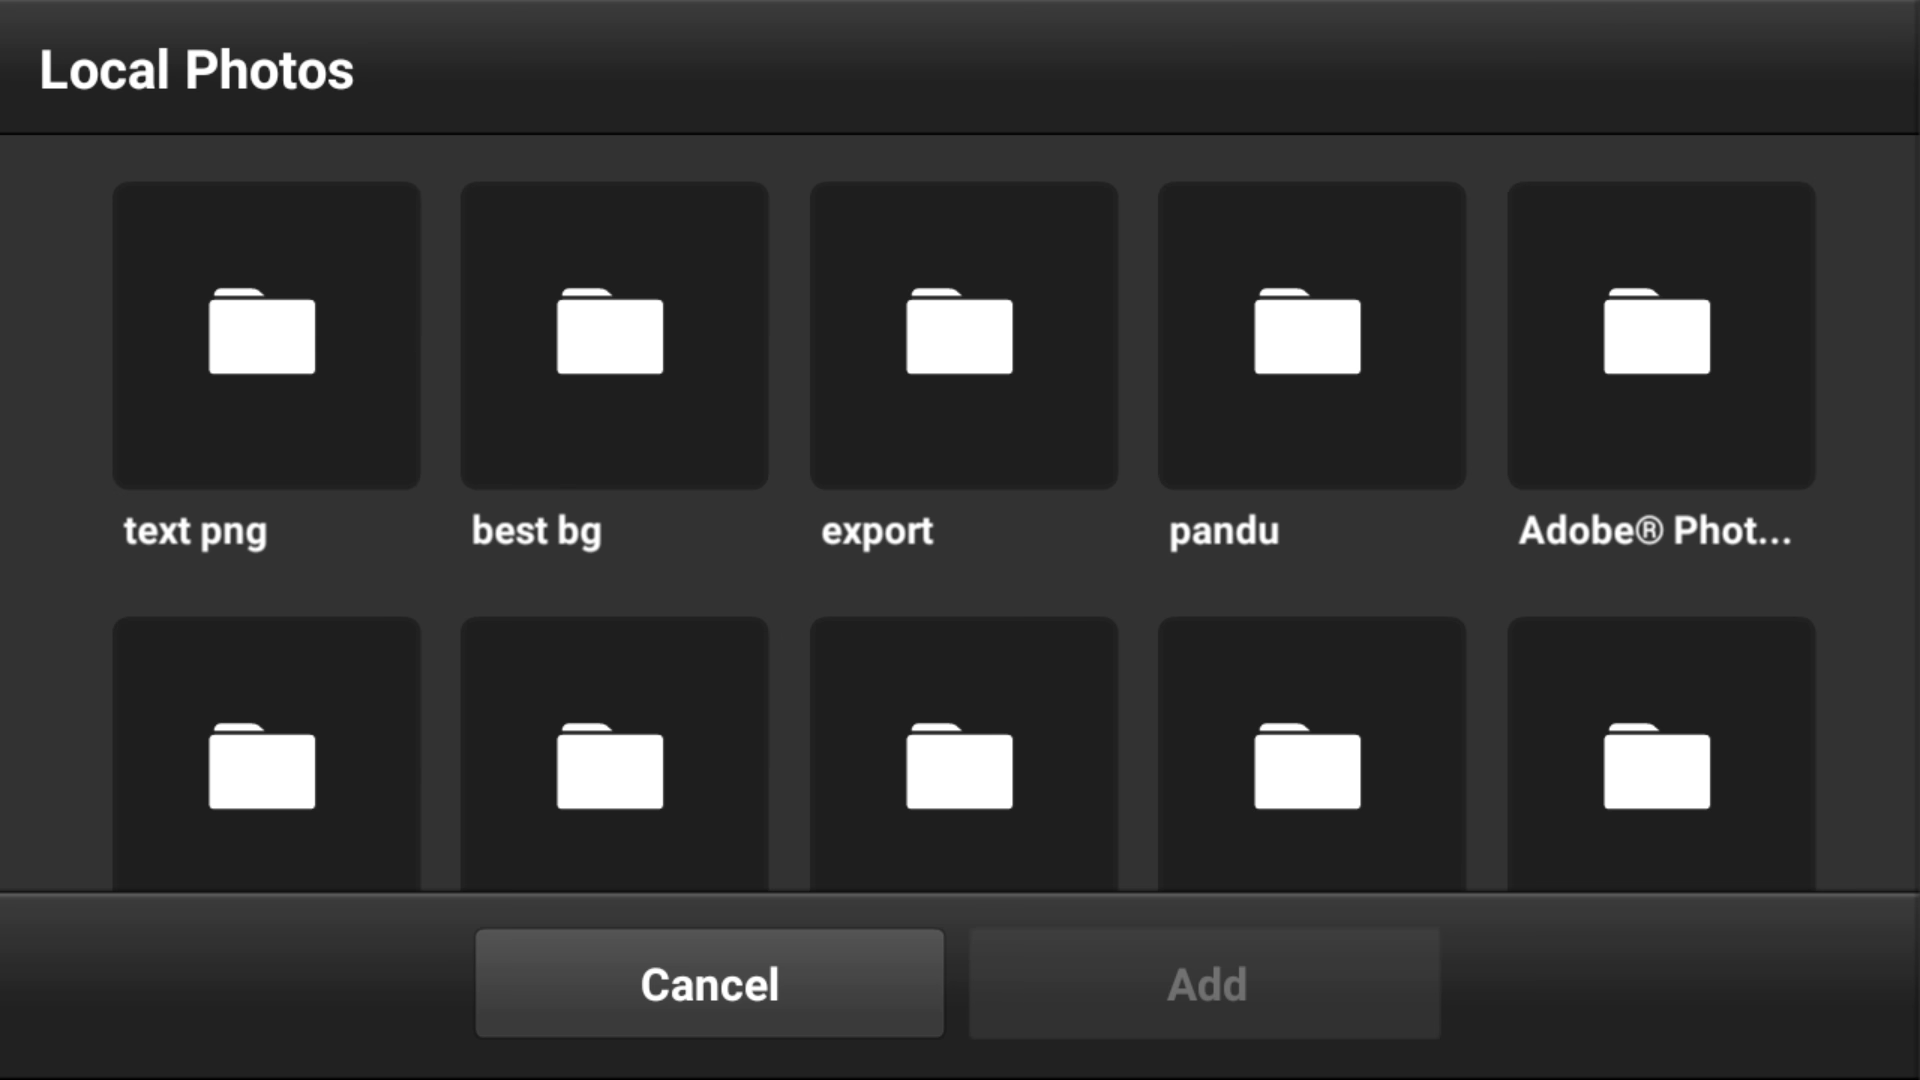 Local Photos
text png
best bg
export
pandu
Adobe® Phot...
Cancel
Add